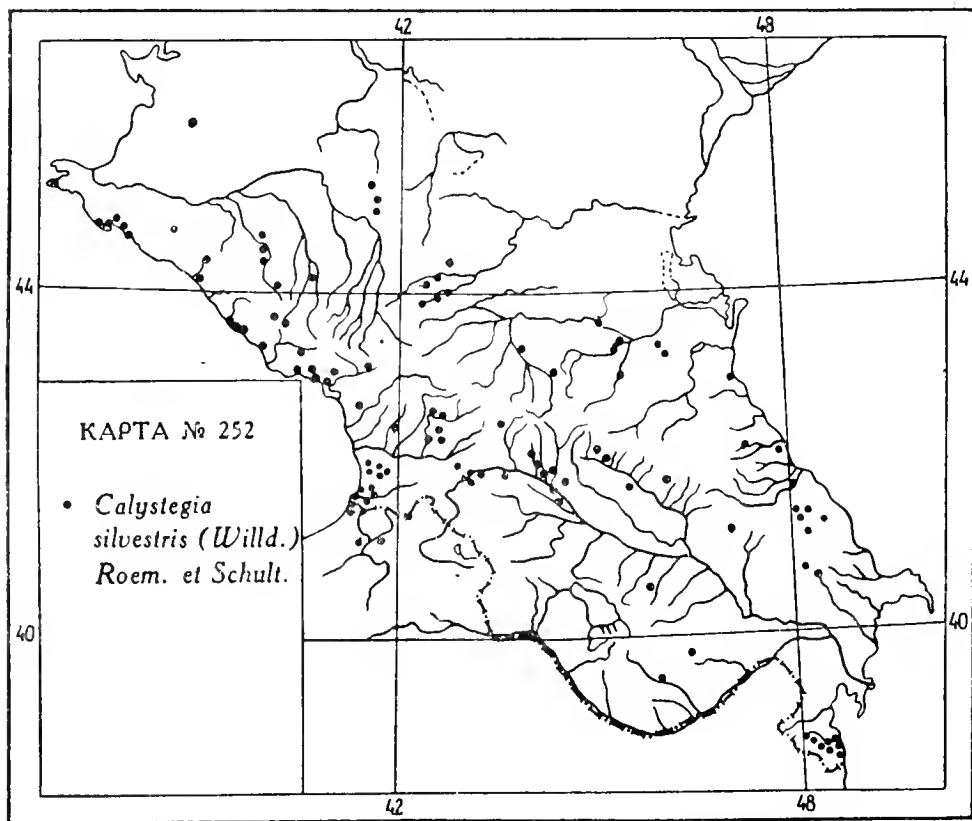 42 48
44 44
КАРТА № 252
Calystegia
silvestris (Willd.)
Roem. et Schult.
40 40
42 48